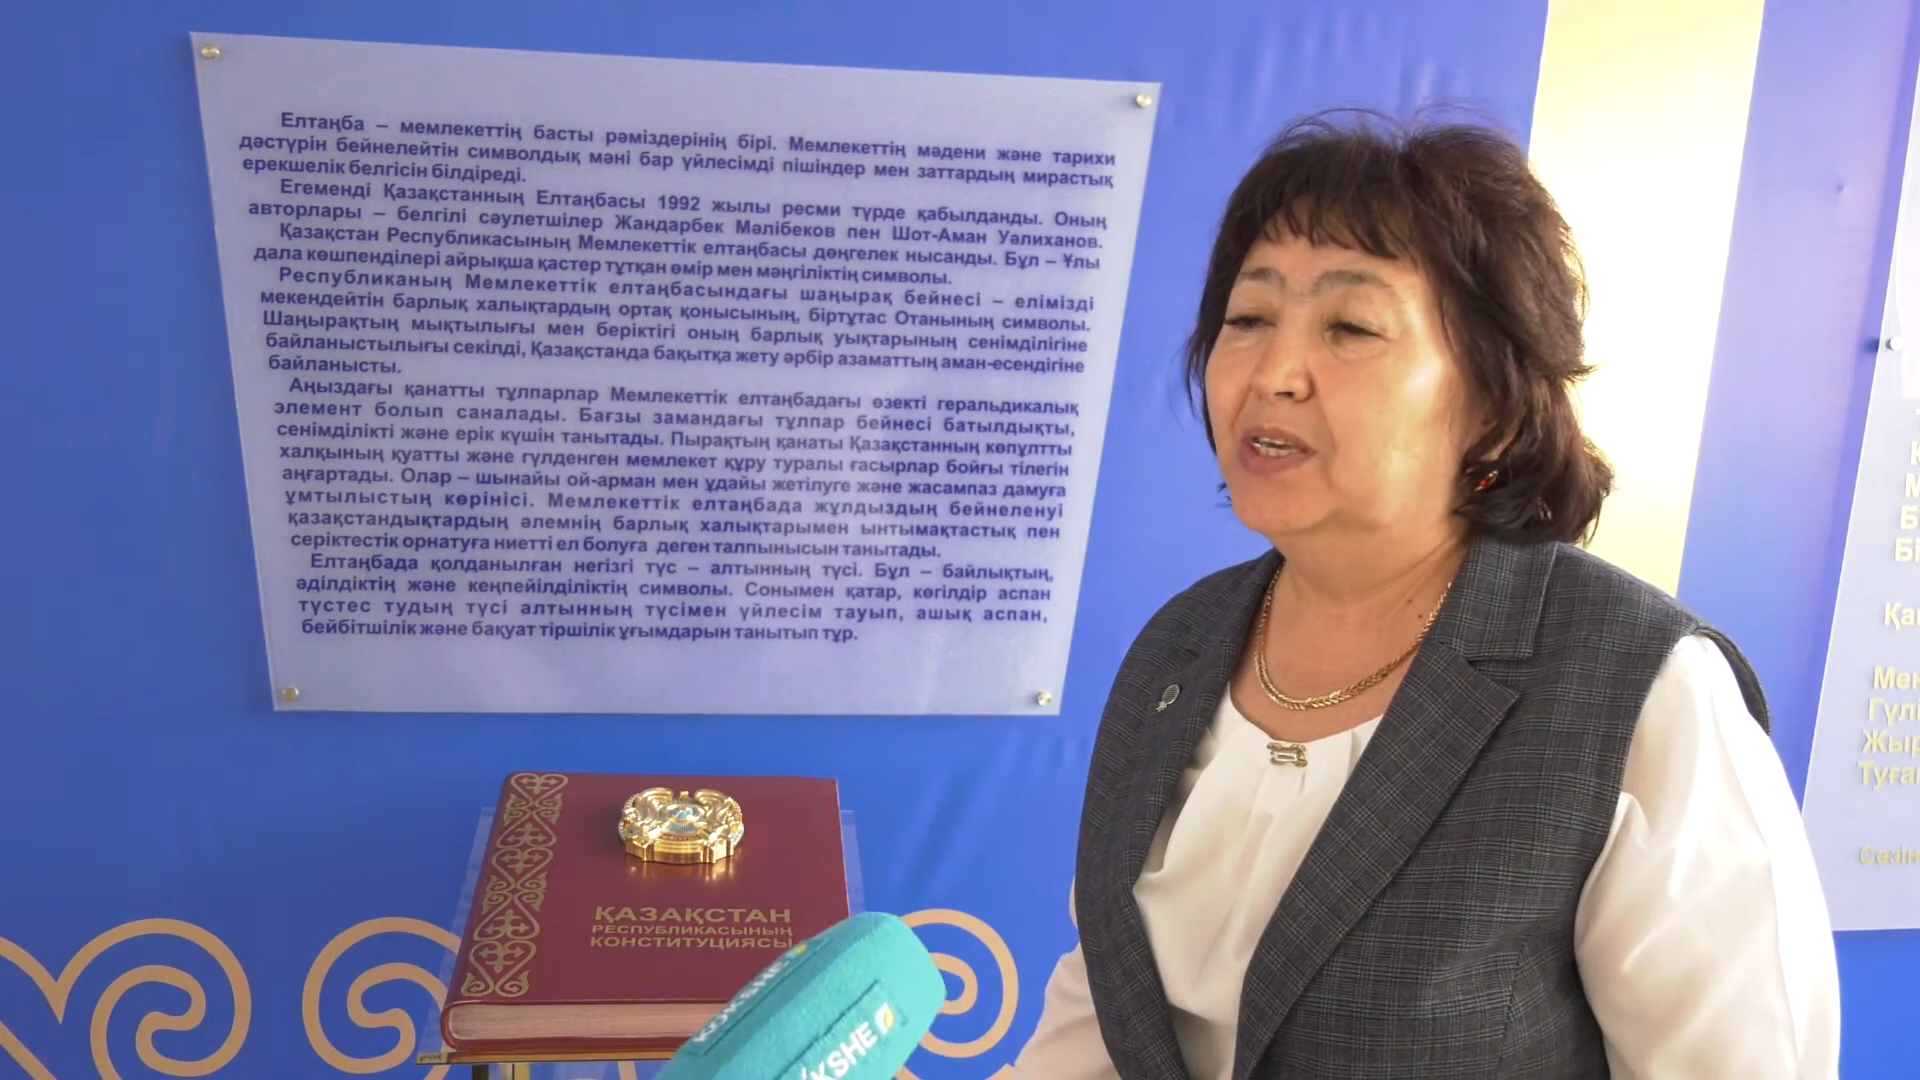 Елтаңба – мемлекеттің басты рәміздерінің бірі. Мемлекеттің мәдени және тарихи
дәстүрін бейнелейтін символдық мәні бар үйлесімді пішіндер мен заттардың мирастық
ерекшелік белгісін білдіреді.
Егеменді Қазақстанның Елтаңбасы 1992 жылы ресми түрде қабылданды. Оның
авторлары – белгілі сәулетшілер Жандарбек Мәлібеков пен Шот-Аман Уәлиханов.
Қазақстан Республикасының Мемлекеттік елтаңбасы дөңгелек нысанды. Бұл – Ұлы
дала көшпенділері айрықша қастер тұтқан өмір мен мәңгіліктің символы.
Республиканың Мемлекеттік елтаңбасындағы шаңырақ бейнесі – елімізді
мекендейтін барлық халықтардың ортақ қонысының, біртұтас Отанының символы.
Шаңырақтың мықтылығы мен беріктігі оның барлық уықтарының сенімділігіне
байланыстылығы секілді, Қазақстанда бақытқа жету әрбір азаматтың аман-есендігіне
байланысты.
Аңыздағы қанатты тұлпарлар Мемлекеттік елтаңбадағы өзекті геральдикалық
элемент болып саналады. Бағзы замандағы тұлпар бейнесі батылдықты,
сенімділікті және ерік күшін танытады. Пырақтың қанаты Қазақстанның көпұлтты
халқының қуатты және гүлденген мемлекет құру туралы ғасырлар бойғы тілегін
аңғартады. Олар – шынайы ой-арман мен ұдайы жетілуге және жасампаз дамуға
ұмтылыстың көрінісі. Мемлекеттік елтаңбада жұлдыздың бейнеленуі
қазақстандықтардың әлемнің барлық халықтарымен ынтымақтастық пен
серіктестік орнатуға ниетті ел болуға деген талпынысын танытады.
Елтаңбада қолданылған негізгі түс – алтынның түсі. Бұл – байлықтың,
әділдіктің және кеңпейілділіктің символы. Сонымен қатар, көгілдір аспан
түстес тудың түсі алтынның түсімен үйлесім тауып, ашық аспан,
бейбітшілік және бақуат тіршілік ұғымдарын танытып тұр.
ҚАЗАҚСТАН
РЕСПУБЛИКАСЫНЫҢ
КОНСТИТУЦИЯСЫ
KSHE